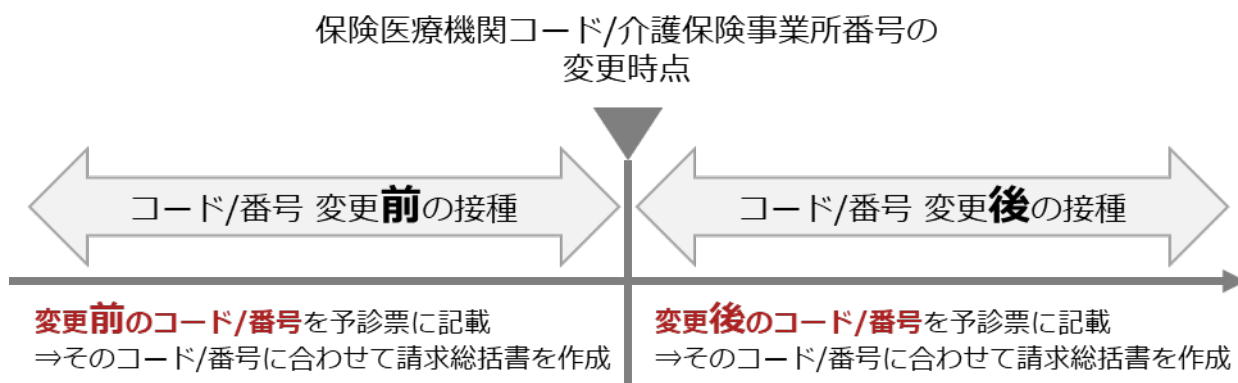 保険医療機関コード/介護保険事業所番号の
変更時点
コード/番号 変更前の接種
コード/番号 変更後の接種
変更前のコード/番号を予診票に記載
⇒そのコード/番号に合わせて請求総括書を作成
変更後のコード/番号を予診票に記載
⇒そのコード/番号に合わせて請求総括書を作成